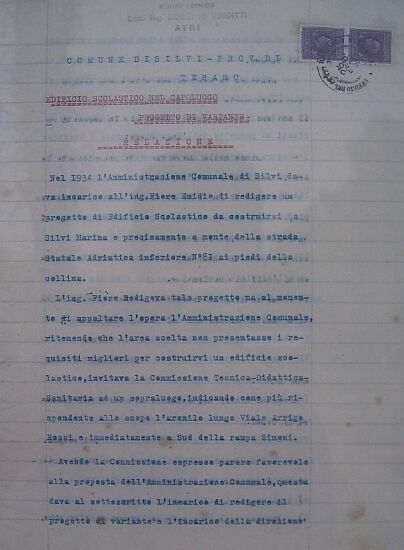 COMUNE DI SILVI - PROV. DI
TERAMO
EDIFICIO SCOLASTICO NEL CAPOLUOGO
PROGETTO DI VARIANTE
RELAZIONE
Nel 1934 l'Amministrazione Comunale di Silvi da-
va incarico all'ing. Fiore Emidio di redigere un
progetto di Edificio Scolastico da costruirsi a
Silvi Marina e precisamente a monte della strada
Statale Adriatica inferiore N°81 ai piedi della
collina.
L'ing. Fiore Redigeva tale progetto ma al momen-
te di appaltare l'opera l'Amministrazione Comunale,
ritenendo che l'area scelta non presentasse i re-
quisiti migliori per costruirvi un edificio sco-
lastico, invitava la Commissione Tecnica-Didattica-
Sanitaria ad un sopraluogo, indicando come più ri-
spondente allo scopo l'arenile lungo Viale Arrigo
Rossi e immediatamente a Sud della rampa Simoni.
Avendo la Commissione espresso parere favorevole
alla proposta dell'Amministrazione Comunale, questa
dava al sottoscritto l'incarico di redigere il
progetto di variante e l'incarico della direzione